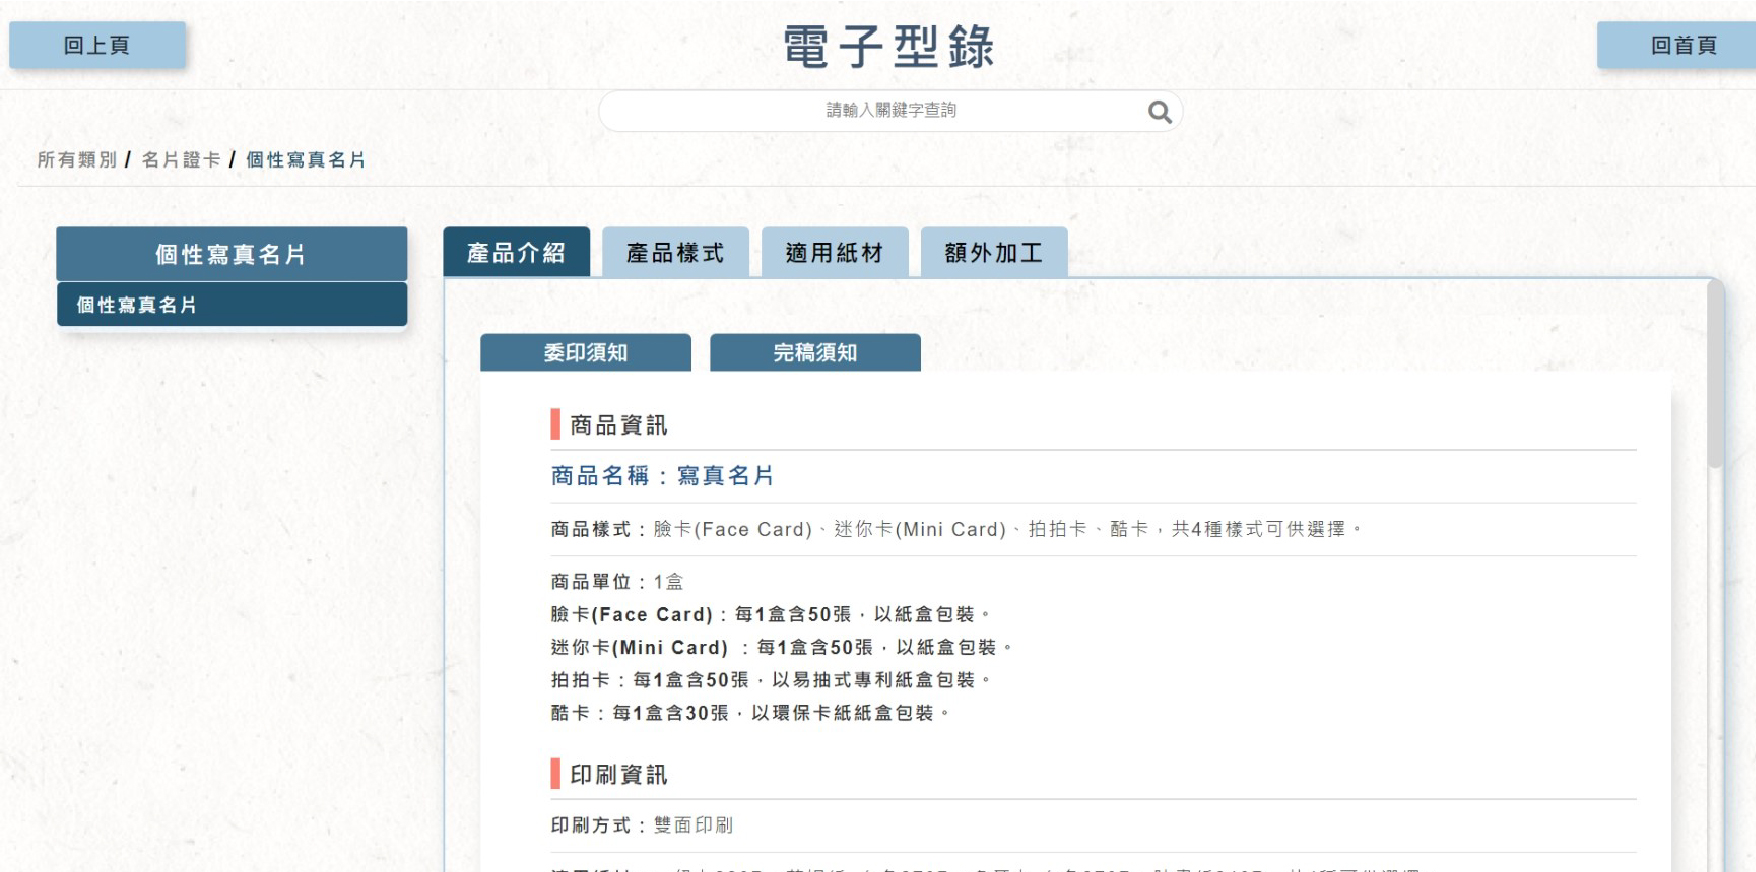 回上頁
電子型錄
回首頁
請輸入關鍵字查詢
所有類別 / 名片證卡 / 個性寫真名片
個性寫真名片
個性寫真名片
產品介紹
產品樣式
適用紙材
額外加工
委印須知
完稿須知
商品資訊
商品名稱：寫真名片
商品樣式：臉卡(Face Card)、迷你卡(Mini Card)、拍拍卡、酷卡，共4種樣式可供選擇。
商品單位：1盒
臉卡(Face Card)：每1盒含50張，以紙盒包裝。
迷你卡(Mini Card) ：每1盒含50張，以紙盒包裝。
拍拍卡：每1盒含50張，以易抽式專利紙盒包裝。
酷卡：每1盒含30張，以環保卡紙紙盒包裝。
印刷資訊
印刷方式：雙面印刷